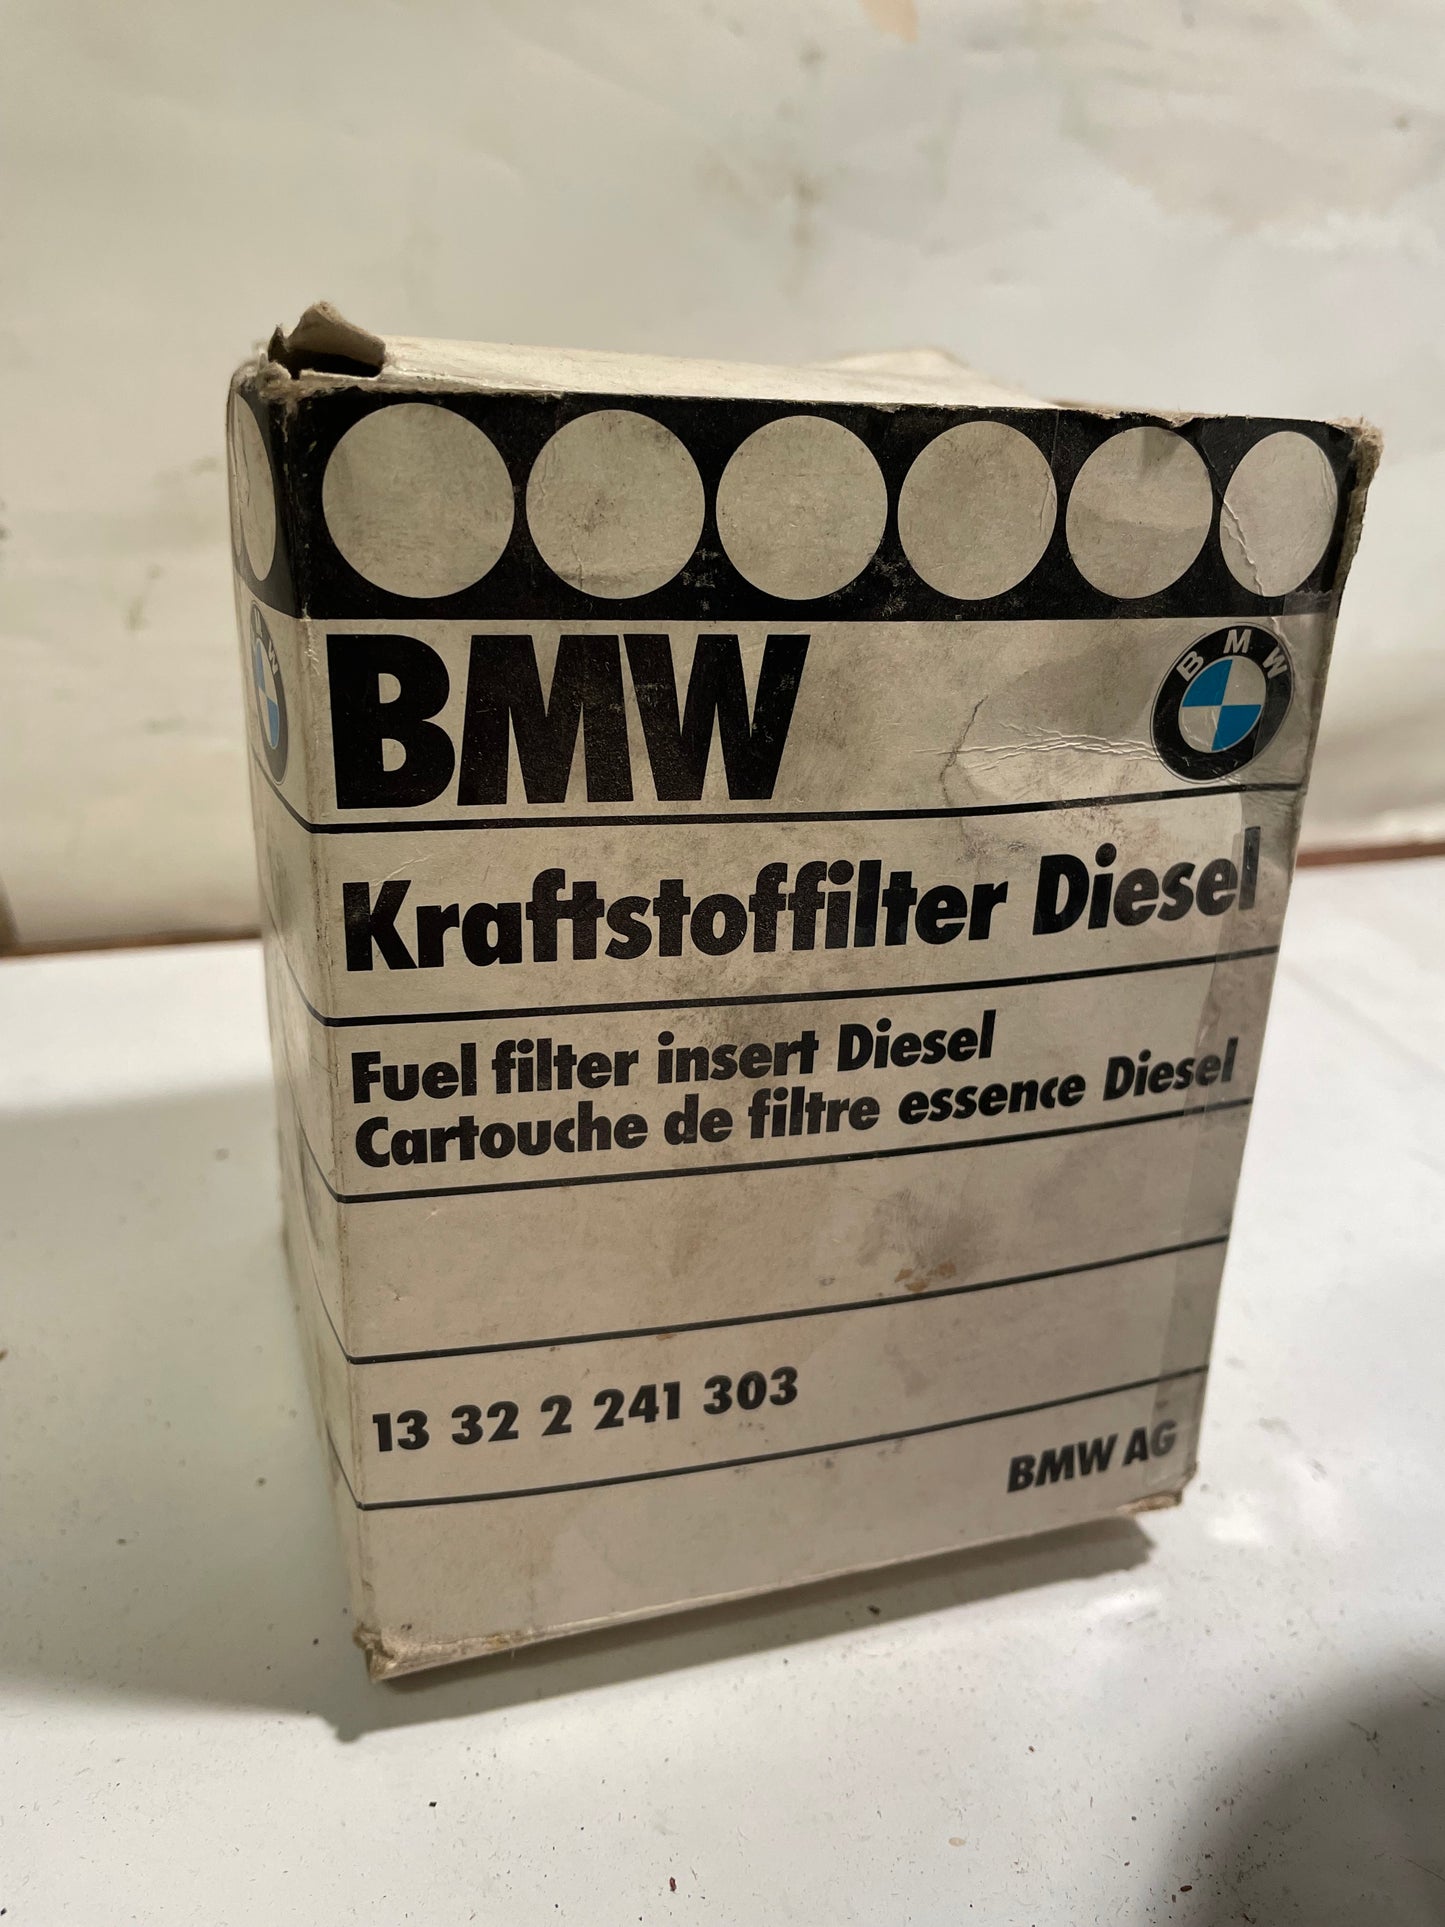 BMW
BMW
BMW
Kraftstoffilter Diesel
Fuel filter insert Diesel
Cartouche de filtre essence Diesel
13 32 2 241 303
BMW AG